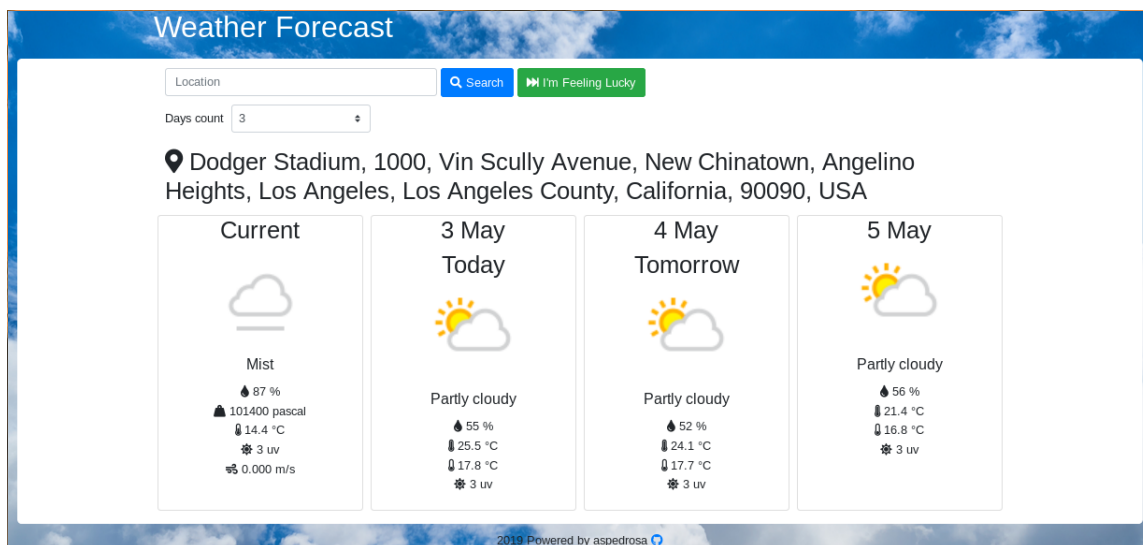 Weather Forecast
Location
Search
I'm Feeling Lucky
Days count
3
Dodger Stadium, 1000, Vin Scully Avenue, New Chinatown, Angelino
Heights, Los Angeles, Los Angeles County, California, 90090, USA
Current
Mist
87 %
101400 pascal
14.4 °C
3 uv
0.000 m/s
3 May
Today
Partly cloudy
55 %
25.5 °C
17.8 °C
3 uv
4 May
Tomorrow
Partly cloudy
52 %
24.1 °C
17.7 °C
3 uv
5 May
Partly cloudy
56 %
21.4 °C
16.8 °C
3 uv
2019 Powered by aspedrosa